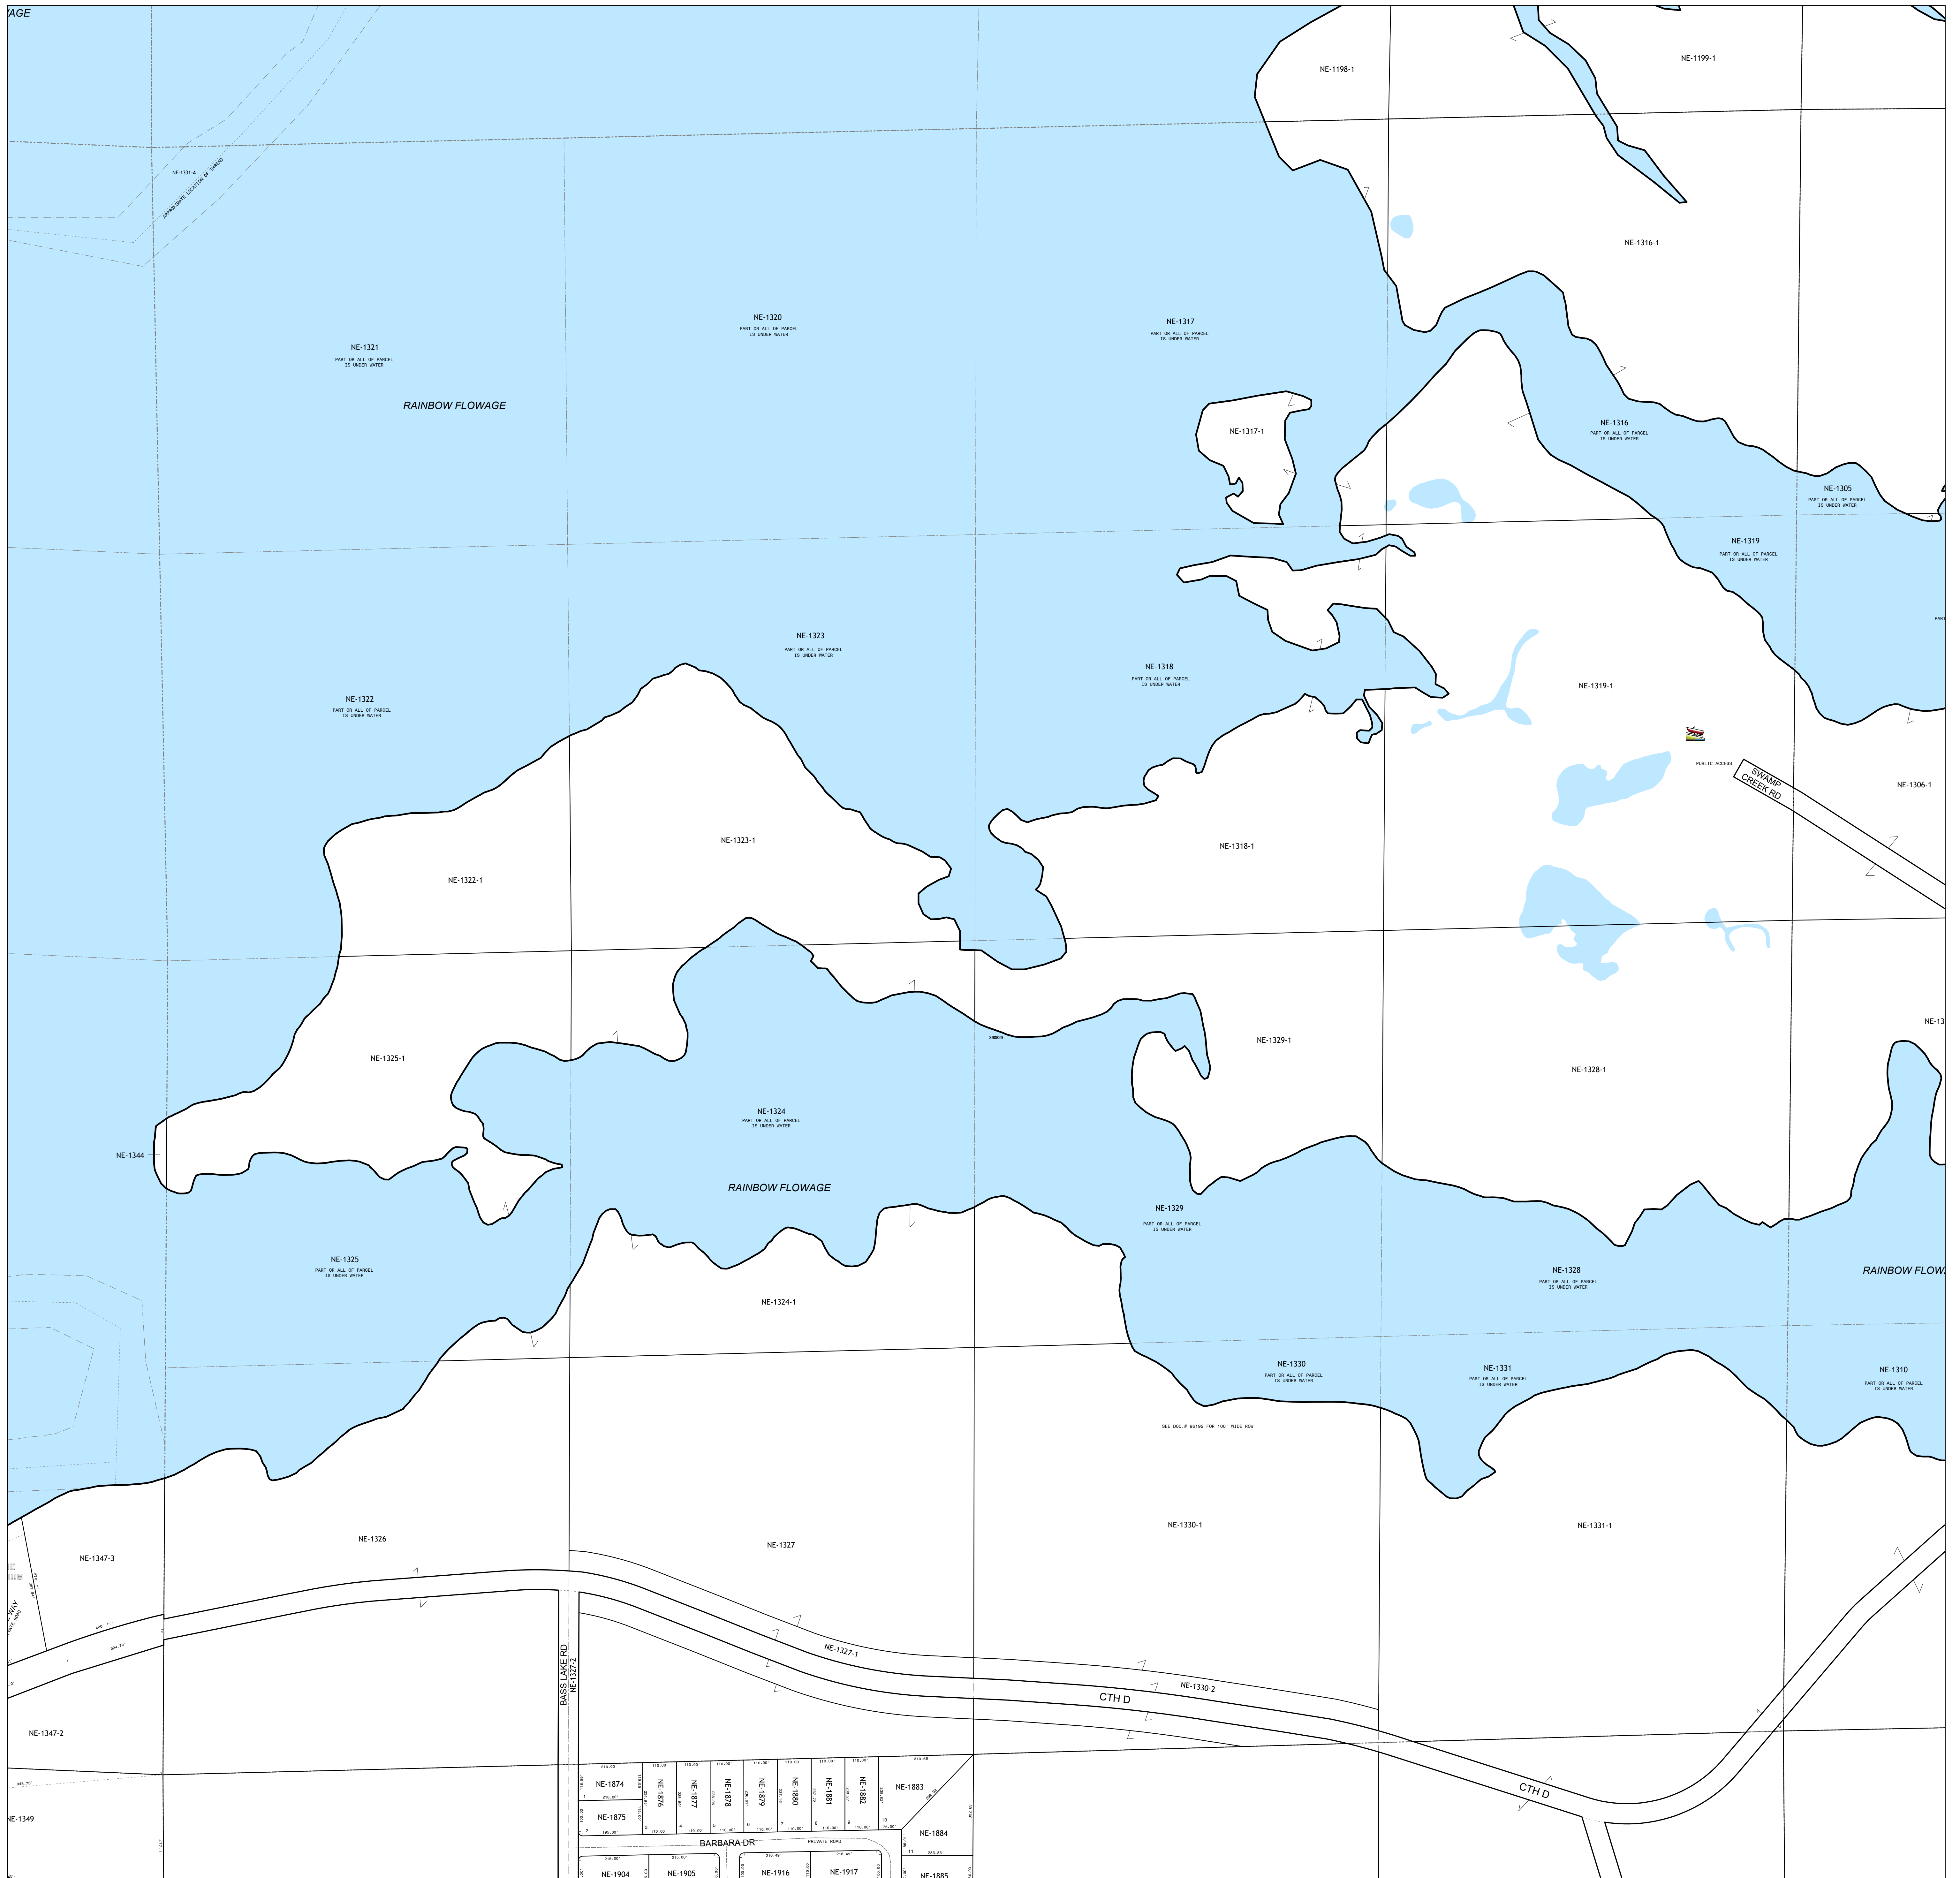 NE-1198-1
NE-1199-1
NE-1331-A
APPROXIMATE LOCATION OF THREAD
NE-1316-1
NE-1320
PART OR ALL OF PARCEL
IS UNDER WATER
NE-1317
PART OR ALL OF PARCEL
IS UNDER WATER
NE-1321
PART OR ALL OF PARCEL
IS UNDER WATER
RAINBOW FLOWAGE
NE-1317-1
NE-1316
PART OR ALL OF PARCEL
IS UNDER WATER
NE-1305
PART OR ALL OF PARCEL
IS UNDER WATER
NE-1319
PART OR ALL OF PARCEL
IS UNDER WATER
NE-1323
PART OR ALL OF PARCEL
IS UNDER WATER
NE-1318
PART OR ALL OF PARCEL
IS UNDER WATER
NE-1319-1
NE-1322
PART OR ALL OF PARCEL
IS UNDER WATER
PUBLIC ACCESS
SWAMP
CREEK RD
NE-1306-1
NE-1323-1
NE-1318-1
NE-1322-1
NE-13
390829
NE-1329-1
NE-1325-1
NE-1328-1
NE-1324
PART OR ALL OF PARCEL
IS UNDER WATER
NE-1344
RAINBOW FLOWAGE
NE-1329
PART OR ALL OF PARCEL
IS UNDER WATER
NE-1325
PART OR ALL OF PARCEL
IS UNDER WATER
NE-1328
PART OR ALL OF PARCEL
IS UNDER WATER
RAINBOW FLOW
NE-1324-1
NE-1330
PART OR ALL OF PARCEL
IS UNDER WATER
NE-1331
PART OR ALL OF PARCEL
IS UNDER WATER
NE-1310
PART OR ALL OF PARCEL
IS UNDER WATER
SEE DOC.# 96192 FOR 100' WIDE ROW
NE-1330-1
NE-1331-1
NE-1326
NE-1327
NE-1347-3
NE-1327-1
BASS LAKE RD
NE-1327-2
NE-1330-2
CTH D
NE-1347-2
CTH D
NE-1874
NE-1875
NE-1876
NE-1877
NE-1878
NE-1879
NE-1880
NE-1881
NE-1882
NE-1883
NE-1349
NE-1884
BARBARA DR
PRIVATE ROAD
NE-1904
NE-1905
NE-1916
NE-1917
NE-1885